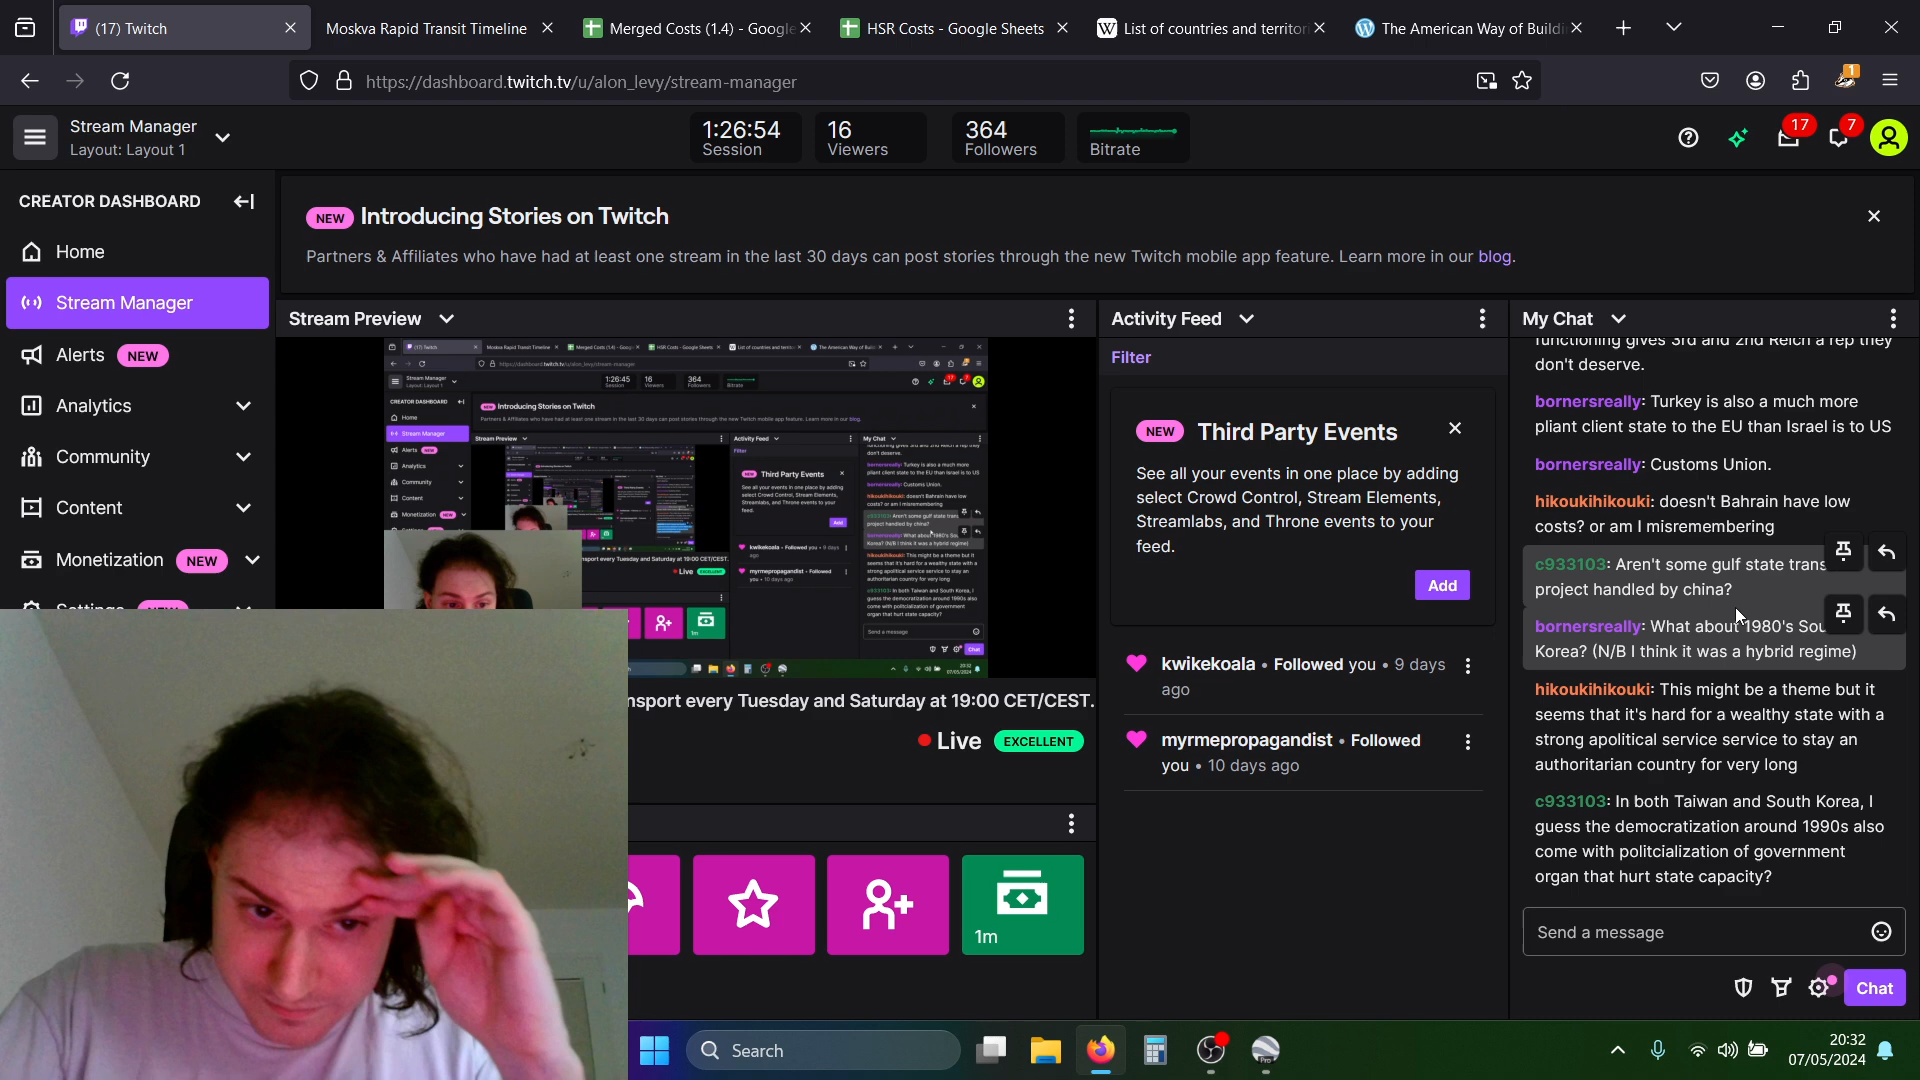 (17) Twitch
Moskva Rapid Transit Timeline
Merged Costs (1.4) - Google
HSR Costs - Google Sheets
List of countries and territori
The American Way of Buildi
https://dashboard.twitch.tv/u/alon_levy/stream-manager
1
Stream Manager
Layout: Layout 1
1:26:54
Session
16
Viewers
364
Followers
Bitrate
17
7
CREATOR DASHBOARD
Home
Stream Manager
Alerts NEW
Analytics
Community
Content
Monetization NEW
NEW Introducing Stories on Twitch
Partners & Affiliates who have had at least one stream in the last 30 days can post stories through the new Twitch mobile app feature. Learn more in our blog.
Stream Preview
nsport every Tuesday and Saturday at 19:00 CET/CEST.
Live EXCELLENT
1m
Activity Feed
Filter
NEW Third Party Events
See all your events in one place by adding
select Crowd Control, Stream Elements,
Streamlabs, and Throne events to your
feed.
Add
kwikekoala • Followed you • 9 days
ago
myrmepropagandist • Followed
you • 10 days ago
My Chat
functioning gives 3rd and 2nd Reich a rep they
don't deserve.
bornersreally: Turkey is also a much more
pliant client state to the EU than Israel is to US
bornersreally: Customs Union.
hikoukihikouki: doesn't Bahrain have low
costs? or am I misremembering
c933103: Aren't some gulf state trans
project handled by china?
bornersreally: What about 1980's Sou
Korea? (N/B I think it was a hybrid regime)
hikoukihikouki: This might be a theme but it
seems that it's hard for a wealthy state with a
strong apolitical service service to stay an
authoritarian country for very long
c933103: In both Taiwan and South Korea, I
guess the democratization around 1990s also
come with politcialization of government
organ that hurt state capacity?
Send a message
Chat
Search
20:32
07/05/2024